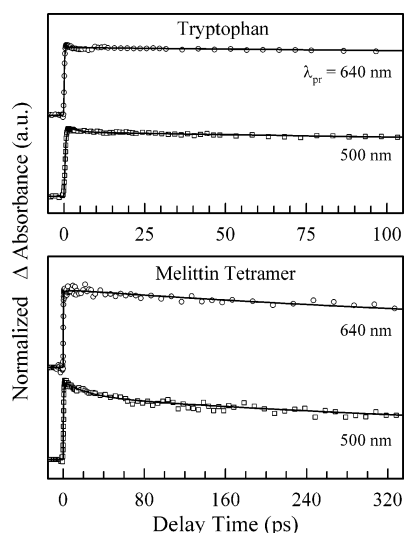 Tryptophan
λpr = 640 nm
500 nm
0 25 50 75 100
Melittin Tetramer
640 nm
500 nm
0 80 160 240 320
Delay Time (ps)
Normalized Δ Absorbance (a.u.)